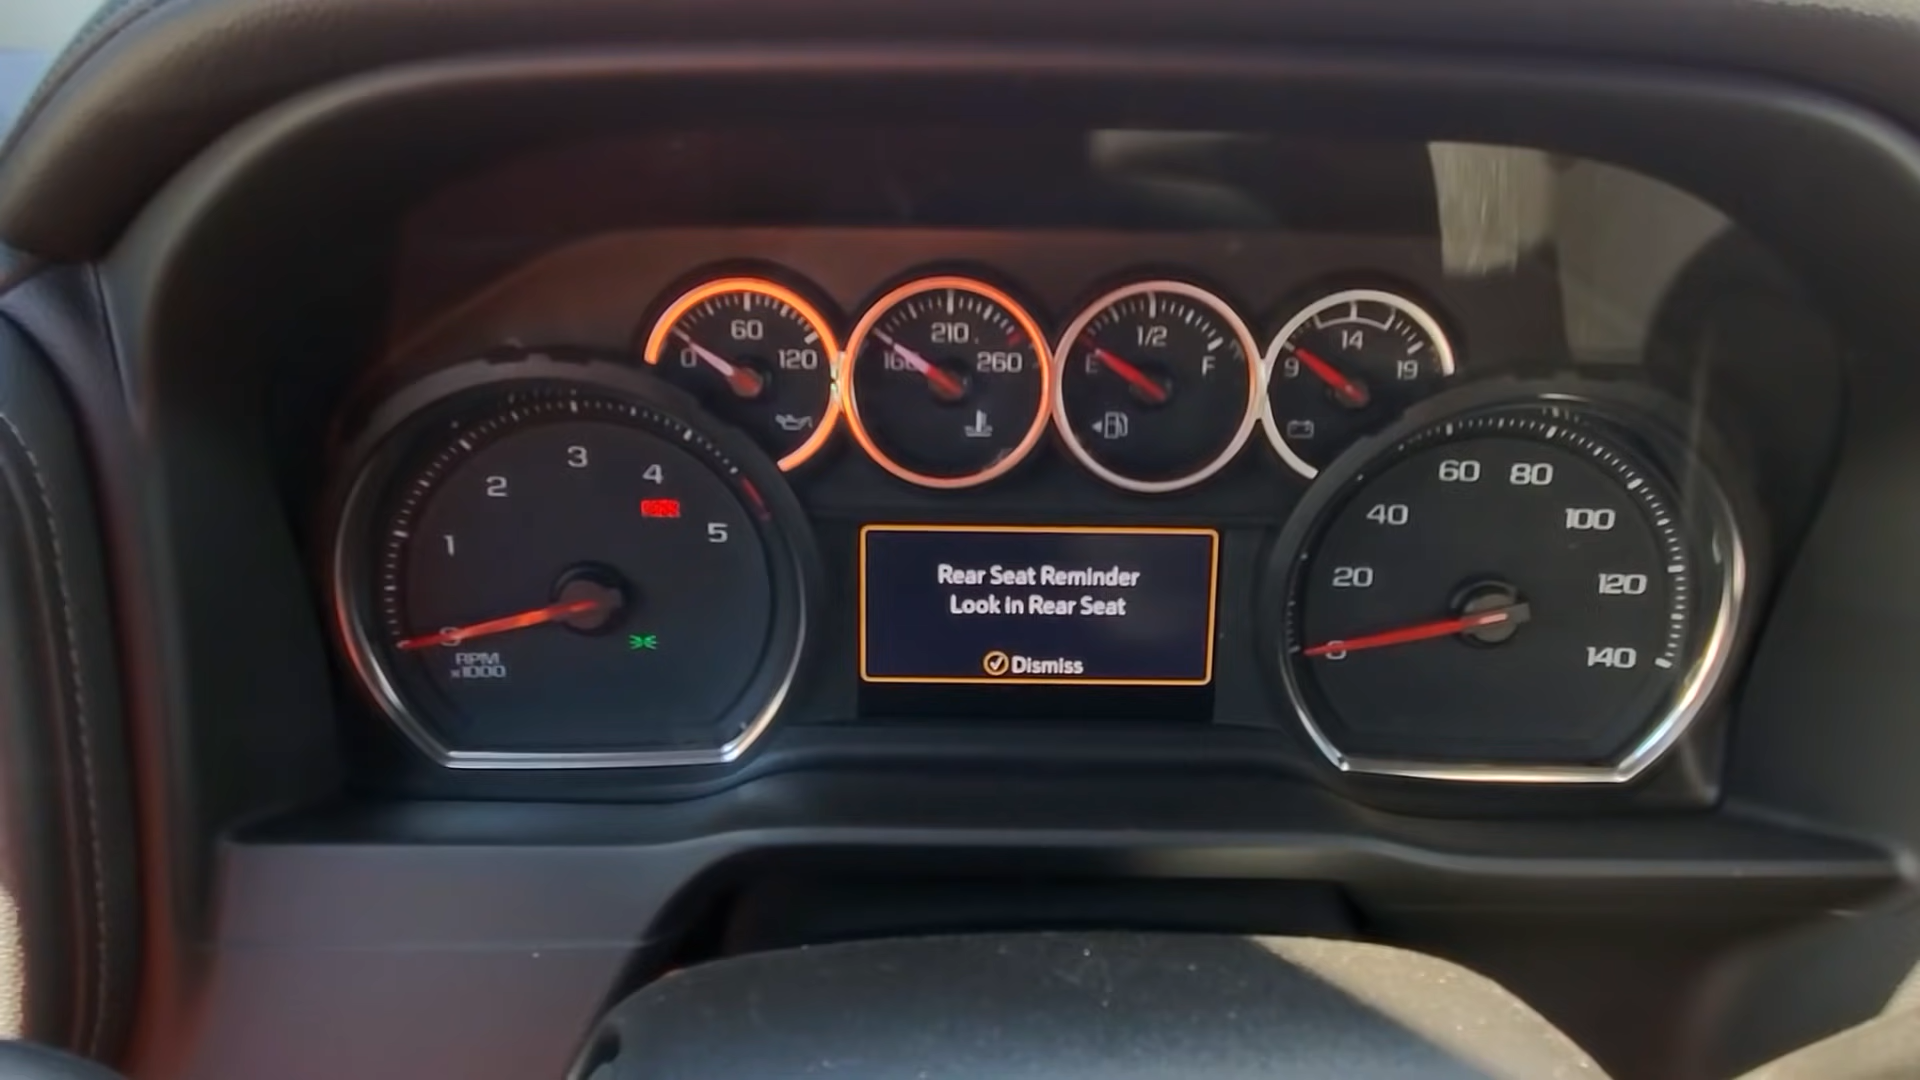 60
0 120
210
160 260
1/2
E F
14
9 19
3
2 4
1 5
RPM
x1000
Rear Seat Reminder
Look in Rear Seat
Dismiss
60 80
40 100
20 120
140